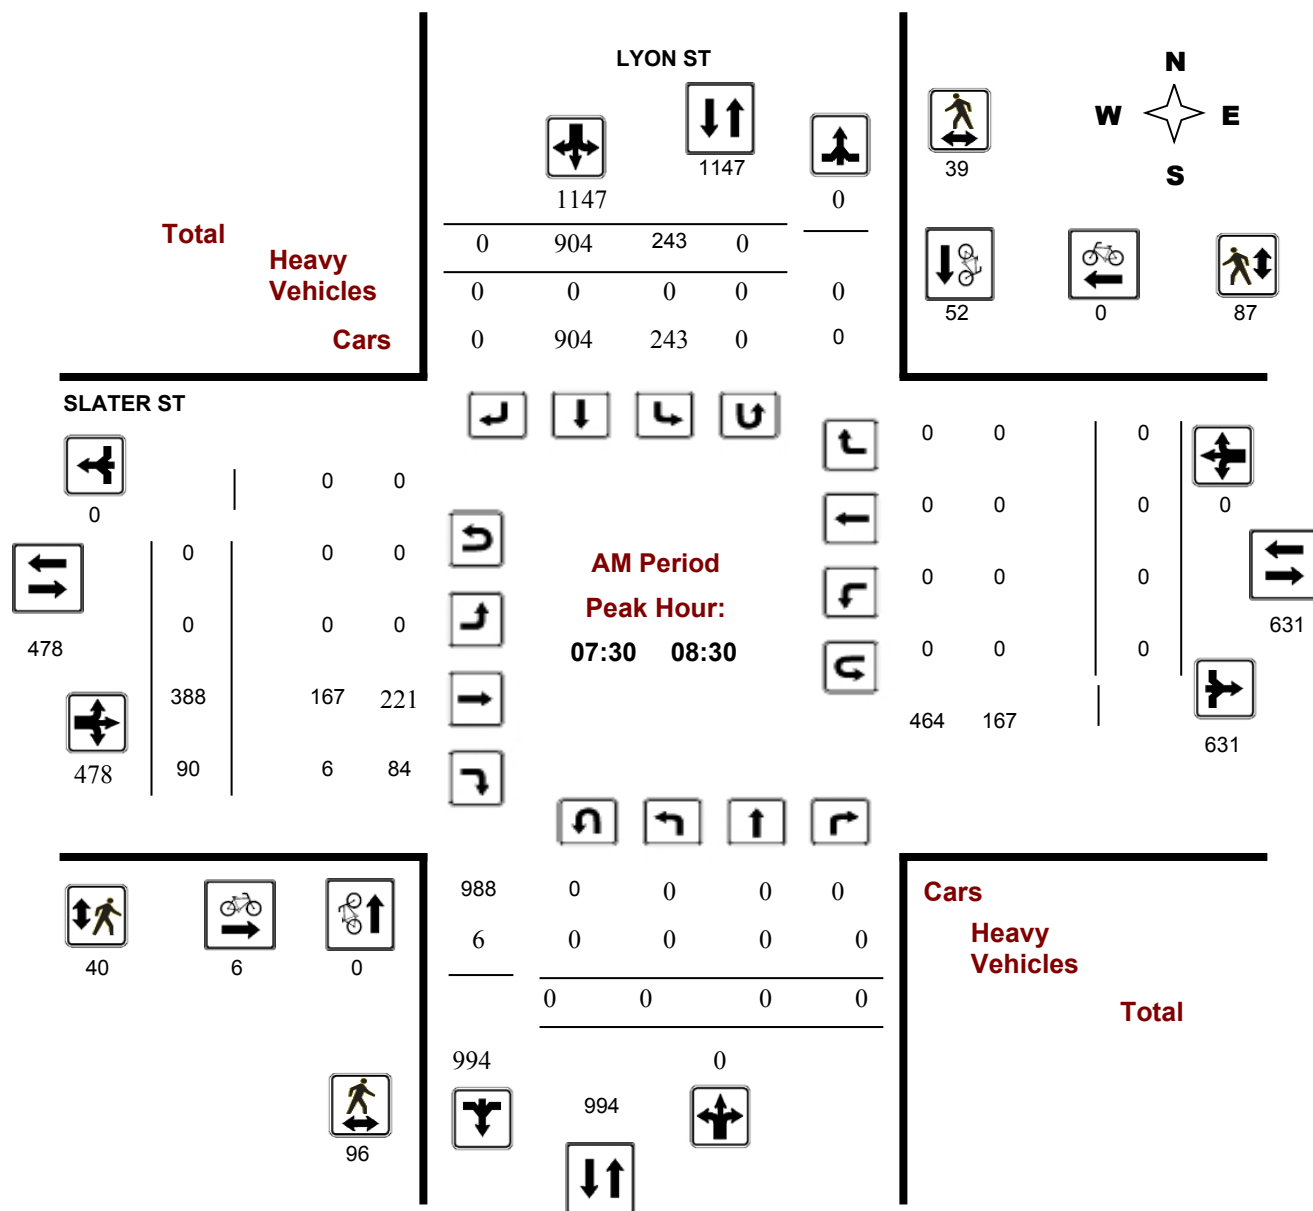 LYON ST
N
W E
S
1147
39
1147 0
Total
0 904 243 0
Heavy
Vehicles
0 0 0 0 0
52 0 87
Cars
0 904 243 0 0
SLATER ST
0 0 0
0 0
0
0 0 0 0
0 0 0
AM Period
0 0 0
Peak Hour:
0 0 0
631
478
07:30 08:30
0 0 0
388 167 221
464 167
631
478 90 6 84
988 0 0 0 0
Cars
6 0 0 0 0
Heavy
Vehicles
40 6 0
0 0 0 0
Total
994 0
994
96